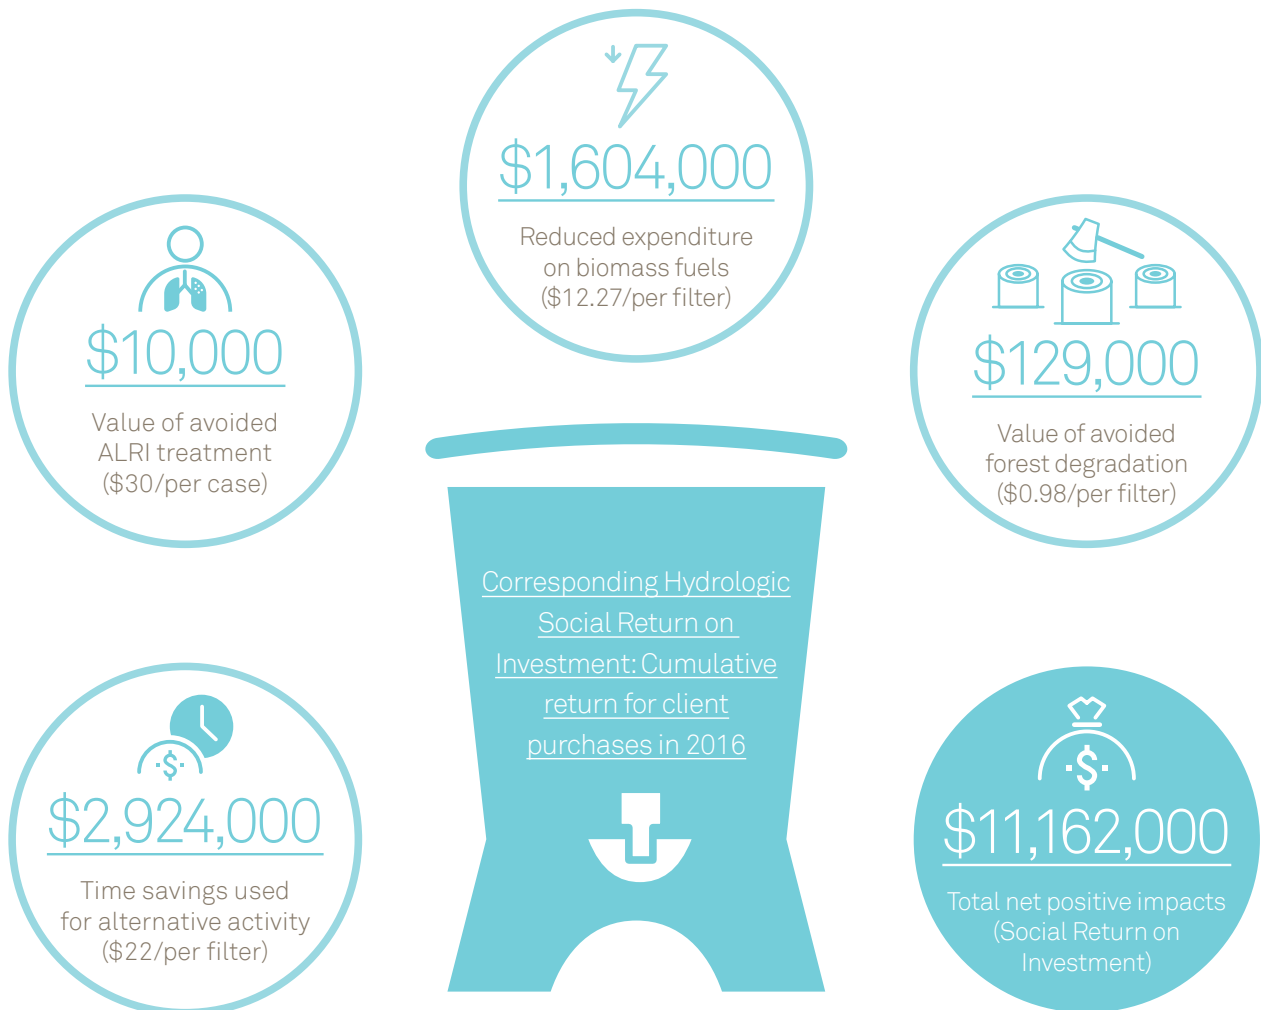 $1,604,000
Reduced expenditure
on biomass fuels
($12.27/per filter)
$10,000
Value of avoided
ALRI treatment
($30/per case)
$129,000
Value of avoided
forest degradation
($0.98/per filter)
Corresponding Hydrologic
Social Return on
Investment: Cumulative
return for client
purchases in 2016
$2,924,000
Time savings used
for alternative activity
($22/per filter)
$11,162,000
Total net positive impacts
(Social Return on
Investment)